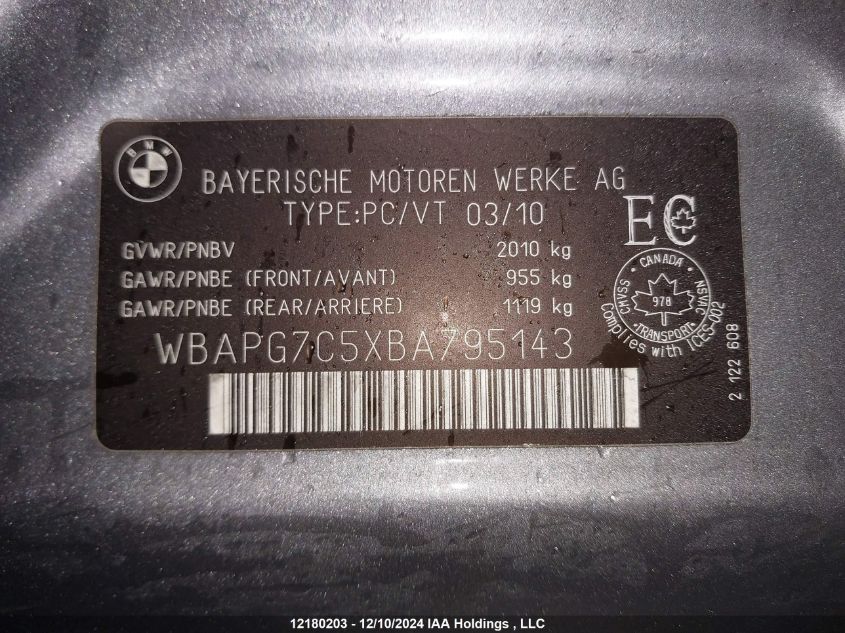 BMW
BAYERISCHE MOTOREN WERKE AG
TYPE:PC/VT 03/10
EC
GVWR/PNBV 2010 kg
GAWR/PNBE (FRONT/AVANT) 955 kg
GAWR/PNBE (REAR/ARRIERE) 1119 kg
CANADA
CMVSS 978 NSVAC
TRANSPORT
Complies with ICES-002
2 122 608
WBAPG7C5XBA795143
12180203 - 12/10/2024 IAA Holdings , LLC